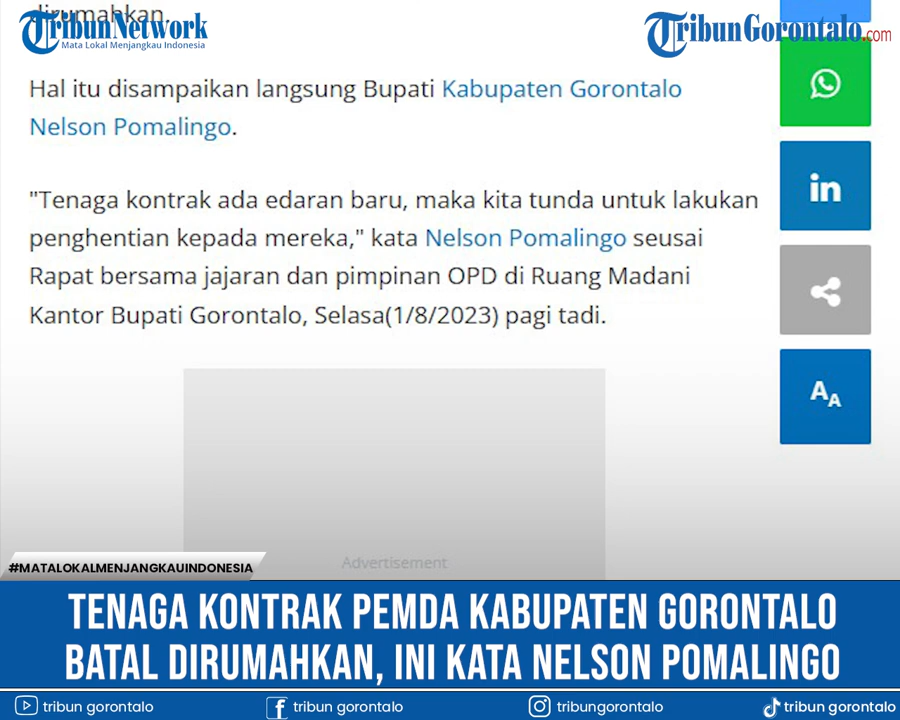 dirumahkan.
TribunNetwork
Mata Lokal Menjangkau Indonesia
TribunGorontalo.com
Hal itu disampaikan langsung Bupati Kabupaten Gorontalo
Nelson Pomalingo.
"Tenaga kontrak ada edaran baru, maka kita tunda untuk lakukan
penghentian kepada mereka," kata Nelson Pomalingo seusai
Rapat bersama jajaran dan pimpinan OPD di Ruang Madani
Kantor Bupati Gorontalo, Selasa(1/8/2023) pagi tadi.
in
AA
Advertisement
#MATALOKALMENJANGKAUINDONESIA
TENAGA KONTRAK PEMDA KABUPATEN GORONTALO
BATAL DIRUMAHKAN, INI KATA NELSON POMALINGO
tribun gorontalo
tribun gorontalo
tribungorontalo
tribun gorontalo